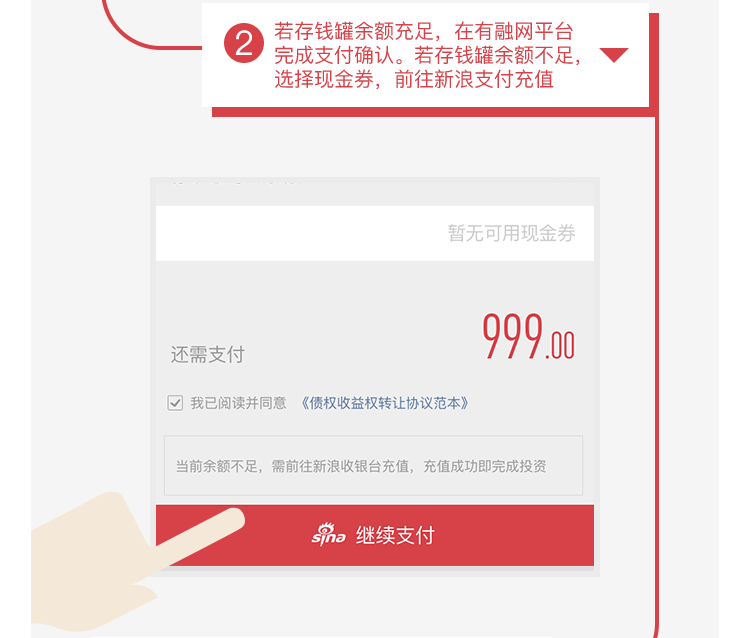 2
若存钱罐余额充足，在有融网平台
完成支付确认。若存钱罐余额不足，
选择现金券，前往新浪支付充值
暂无可用现金券
还需支付
999.00
我已阅读并同意 《债权收益权转让协议范本》
当前余额不足，需前往新浪收银台充值，充值成功即完成投资
sina 继续支付